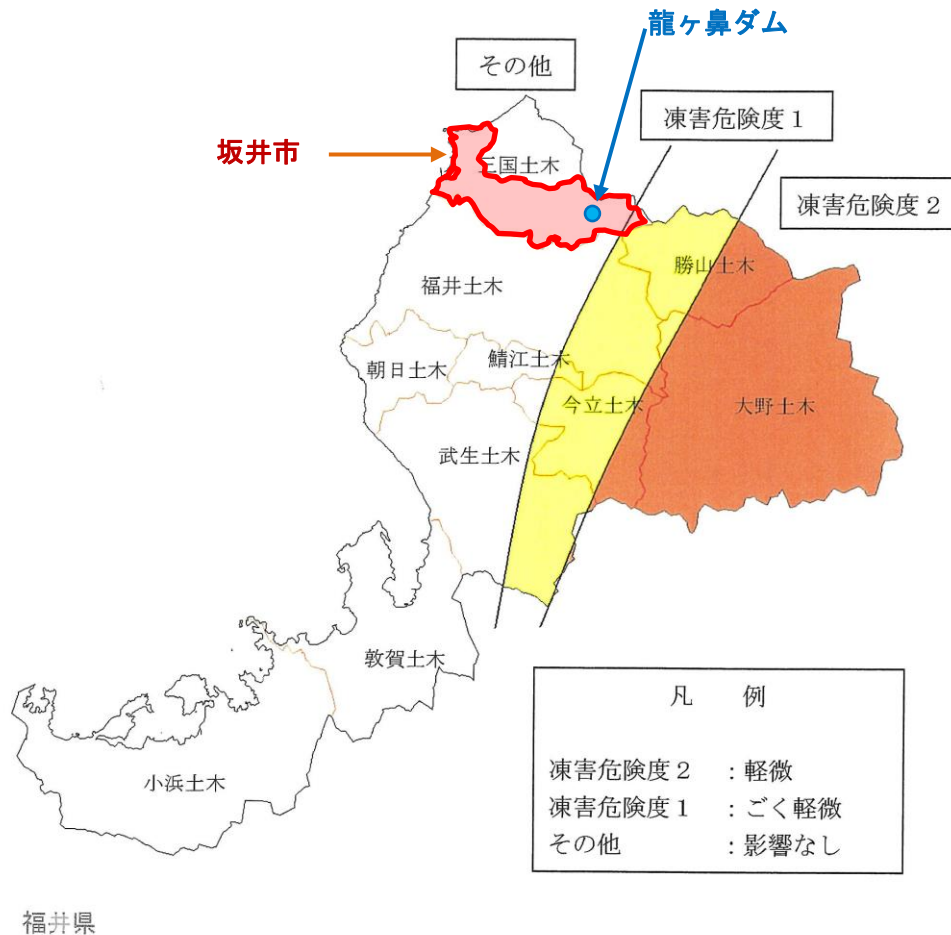 龍ヶ鼻ダム
その他
凍害危険度1
坂井市
三国土木
凍害危険度2
勝山土木
福井土木
鯖江土木
朝日土木
今立土木
大野土木
武生土木
敦賀土木
小浜土木
凡 例
凍害危険度2 :軽微
凍害危険度1 :ごく軽微
その他 :影響なし
福井県